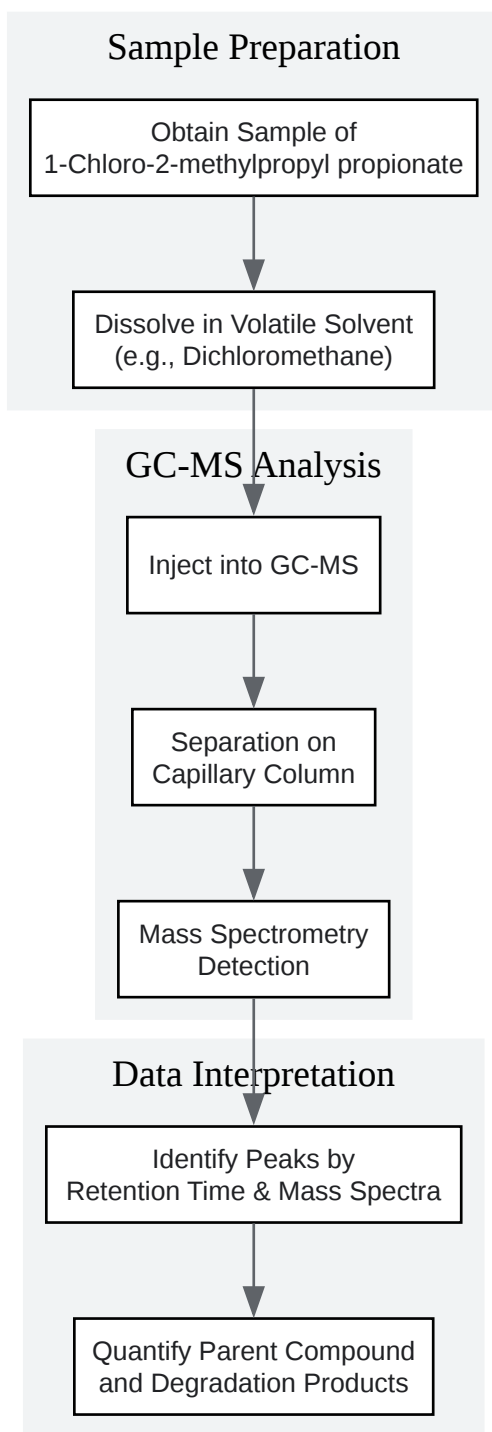 Sample Preparation
Obtain Sample of
1-Chloro-2-methylpropyl propionate
Dissolve in Volatile Solvent
(e.g., Dichloromethane)
GC-MS Analysis
Inject into GC-MS
Separation on
Capillary Column
Mass Spectrometry
Detection
Data Interpretation
Identify Peaks by
Retention Time & Mass Spectra
Quantify Parent Compound
and Degradation Products